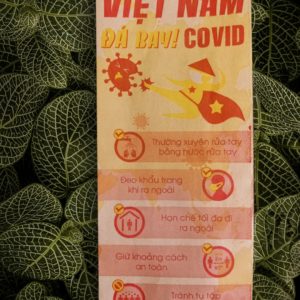 VIỆT NAM
ĐÁ BAY! COVID
Thường xuyên rửa tay
bằng nước rửa tay
Đeo khẩu trang
khi ra ngoài
Hạn chế tối đa đi
ra ngoài
Giữ khoảng cách
an toàn
Tránh tụ tập